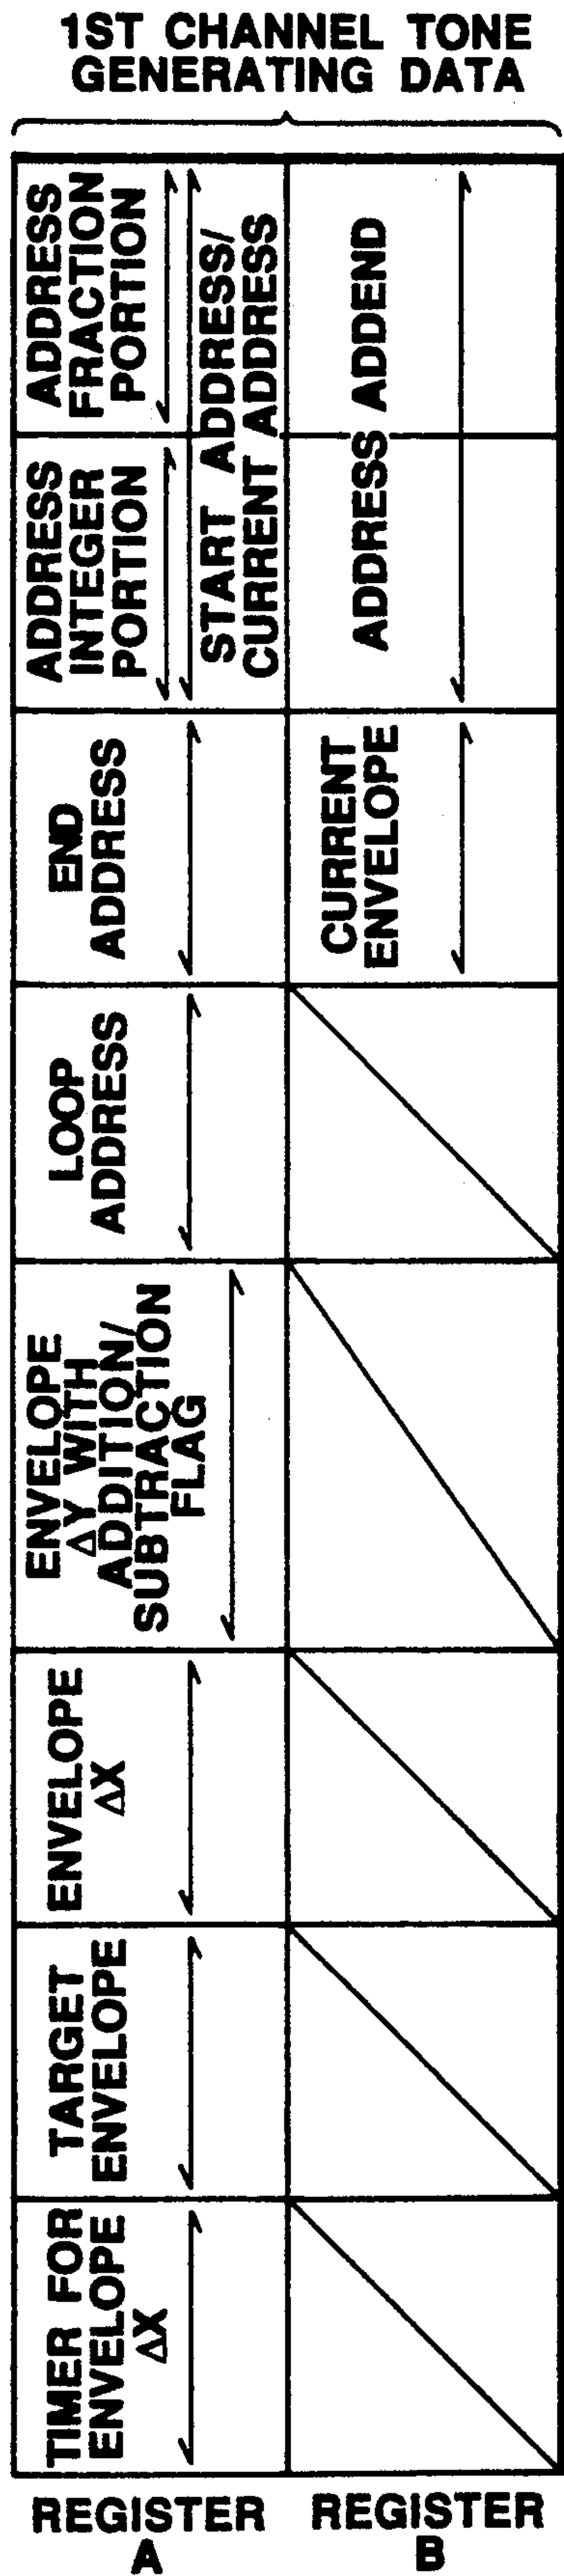 1ST CHANNEL TONE
GENERATING DATA
ADDRESS
FRACTION
PORTION
START ADDRESS/
CURRENT ADDRESS
ADDRESS ADDEND
ADDRESS
INTEGER
PORTION
END
ADDRESS
CURRENT
ENVELOPE
LOOP
ADDRESS
ENVELOPE
ΔY WITH
ADDITION/
SUBTRACTION
FLAG
ENVELOPE
ΔX
TARGET
ENVELOPE
TIMER FOR
ENVELOPE
ΔX
REGISTER
A
REGISTER
B